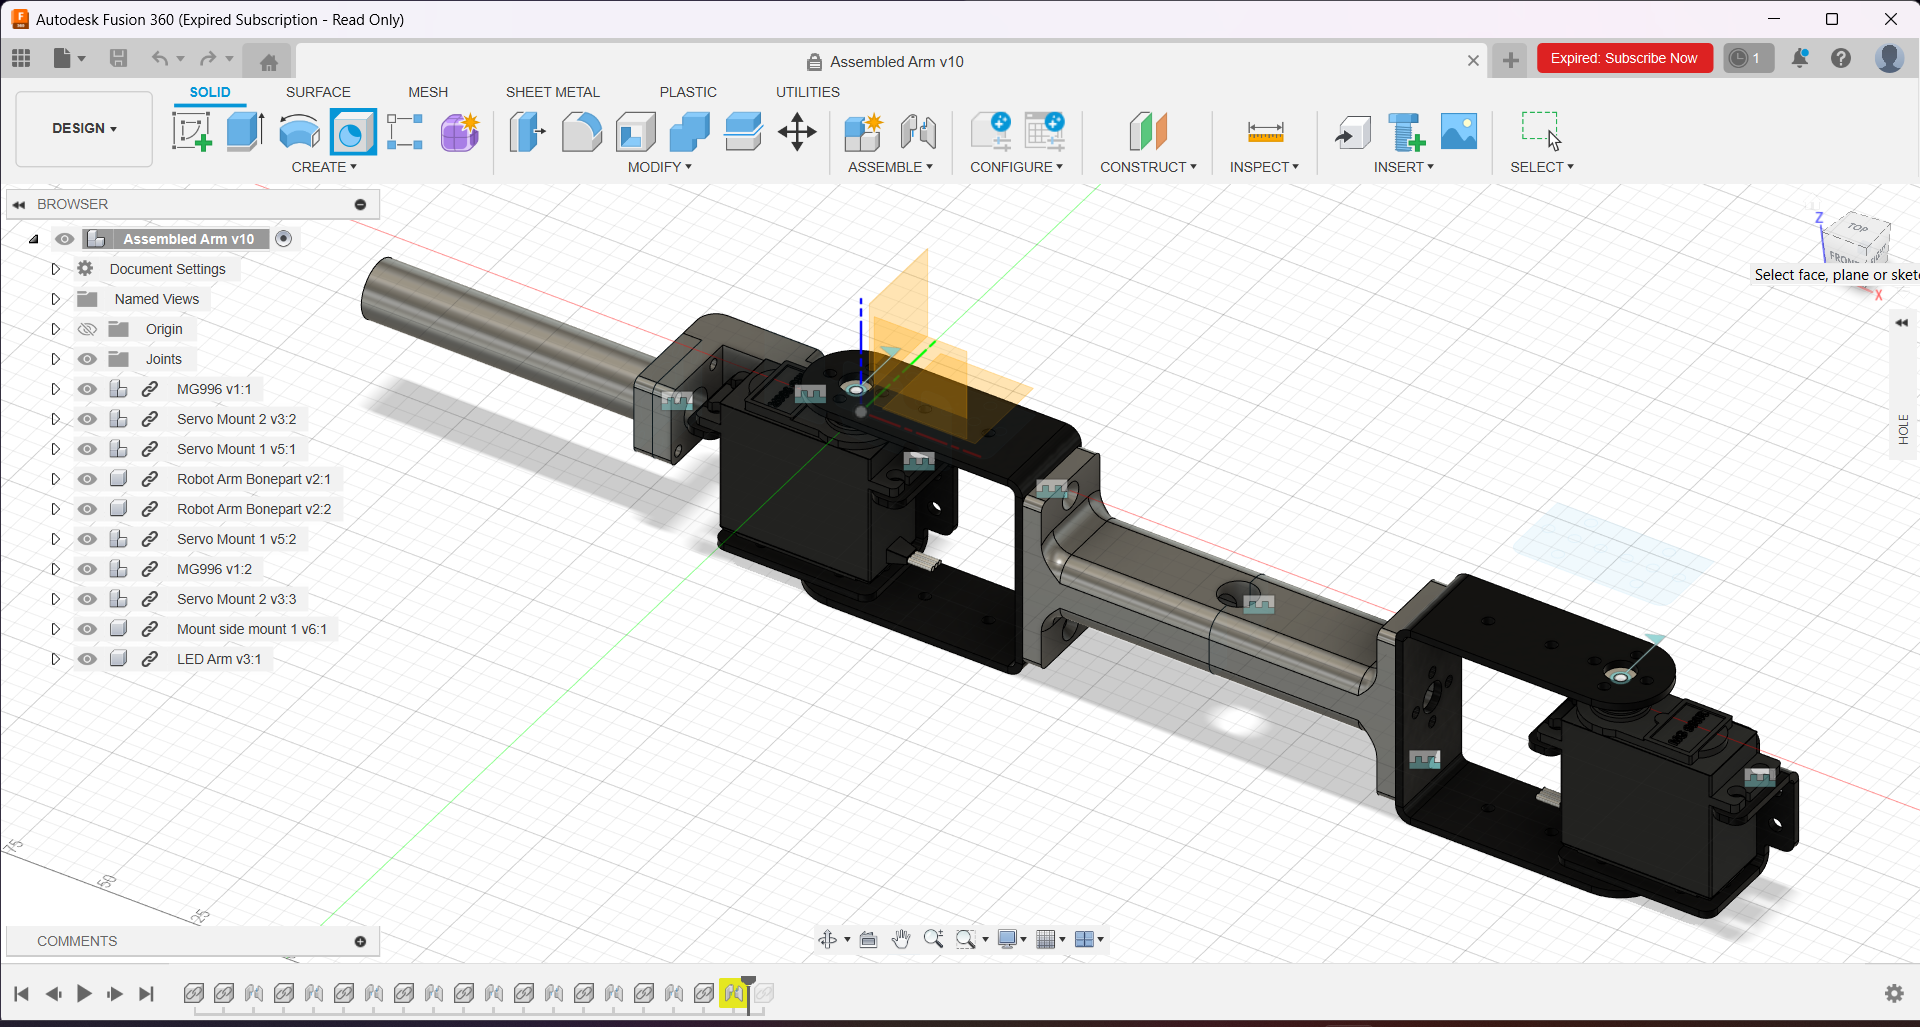 Autodesk Fusion 360 (Expired Subscription - Read Only)
Assembled Arm v10
Expired: Subscribe Now
1
DESIGN
SOLID
SURFACE
MESH
SHEET METAL
PLASTIC
UTILITIES
CREATE
MODIFY
ASSEMBLE
CONFIGURE
CONSTRUCT
INSPECT
INSERT
SELECT
BROWSER
Assembled Arm v10
Document Settings
Named Views
Origin
Joints
MG996 v1:1
Servo Mount 2 v3:2
Servo Mount 1 v5:1
Robot Arm Bonepart v2:1
Robot Arm Bonepart v2:2
Servo Mount 1 v5:2
MG996 v1:2
Servo Mount 2 v3:3
Mount side mount 1 v6:1
LED Arm v3:1
Z
TOP
FRONT
Select face, plane or sket
X
HOLE
75
50
25
COMMENTS